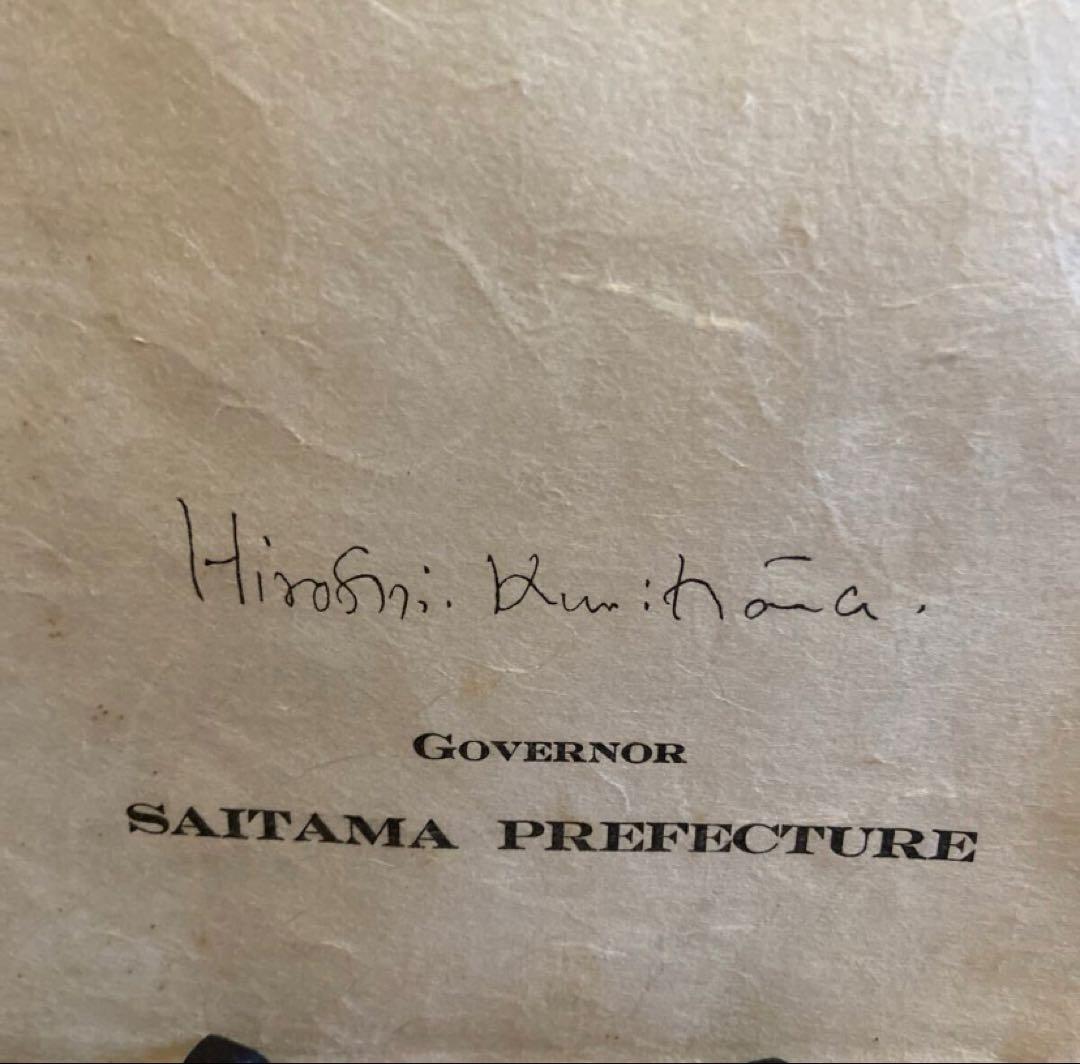 Hiroshi. Kurihara.
GOVERNOR
SAITAMA PREFECTURE